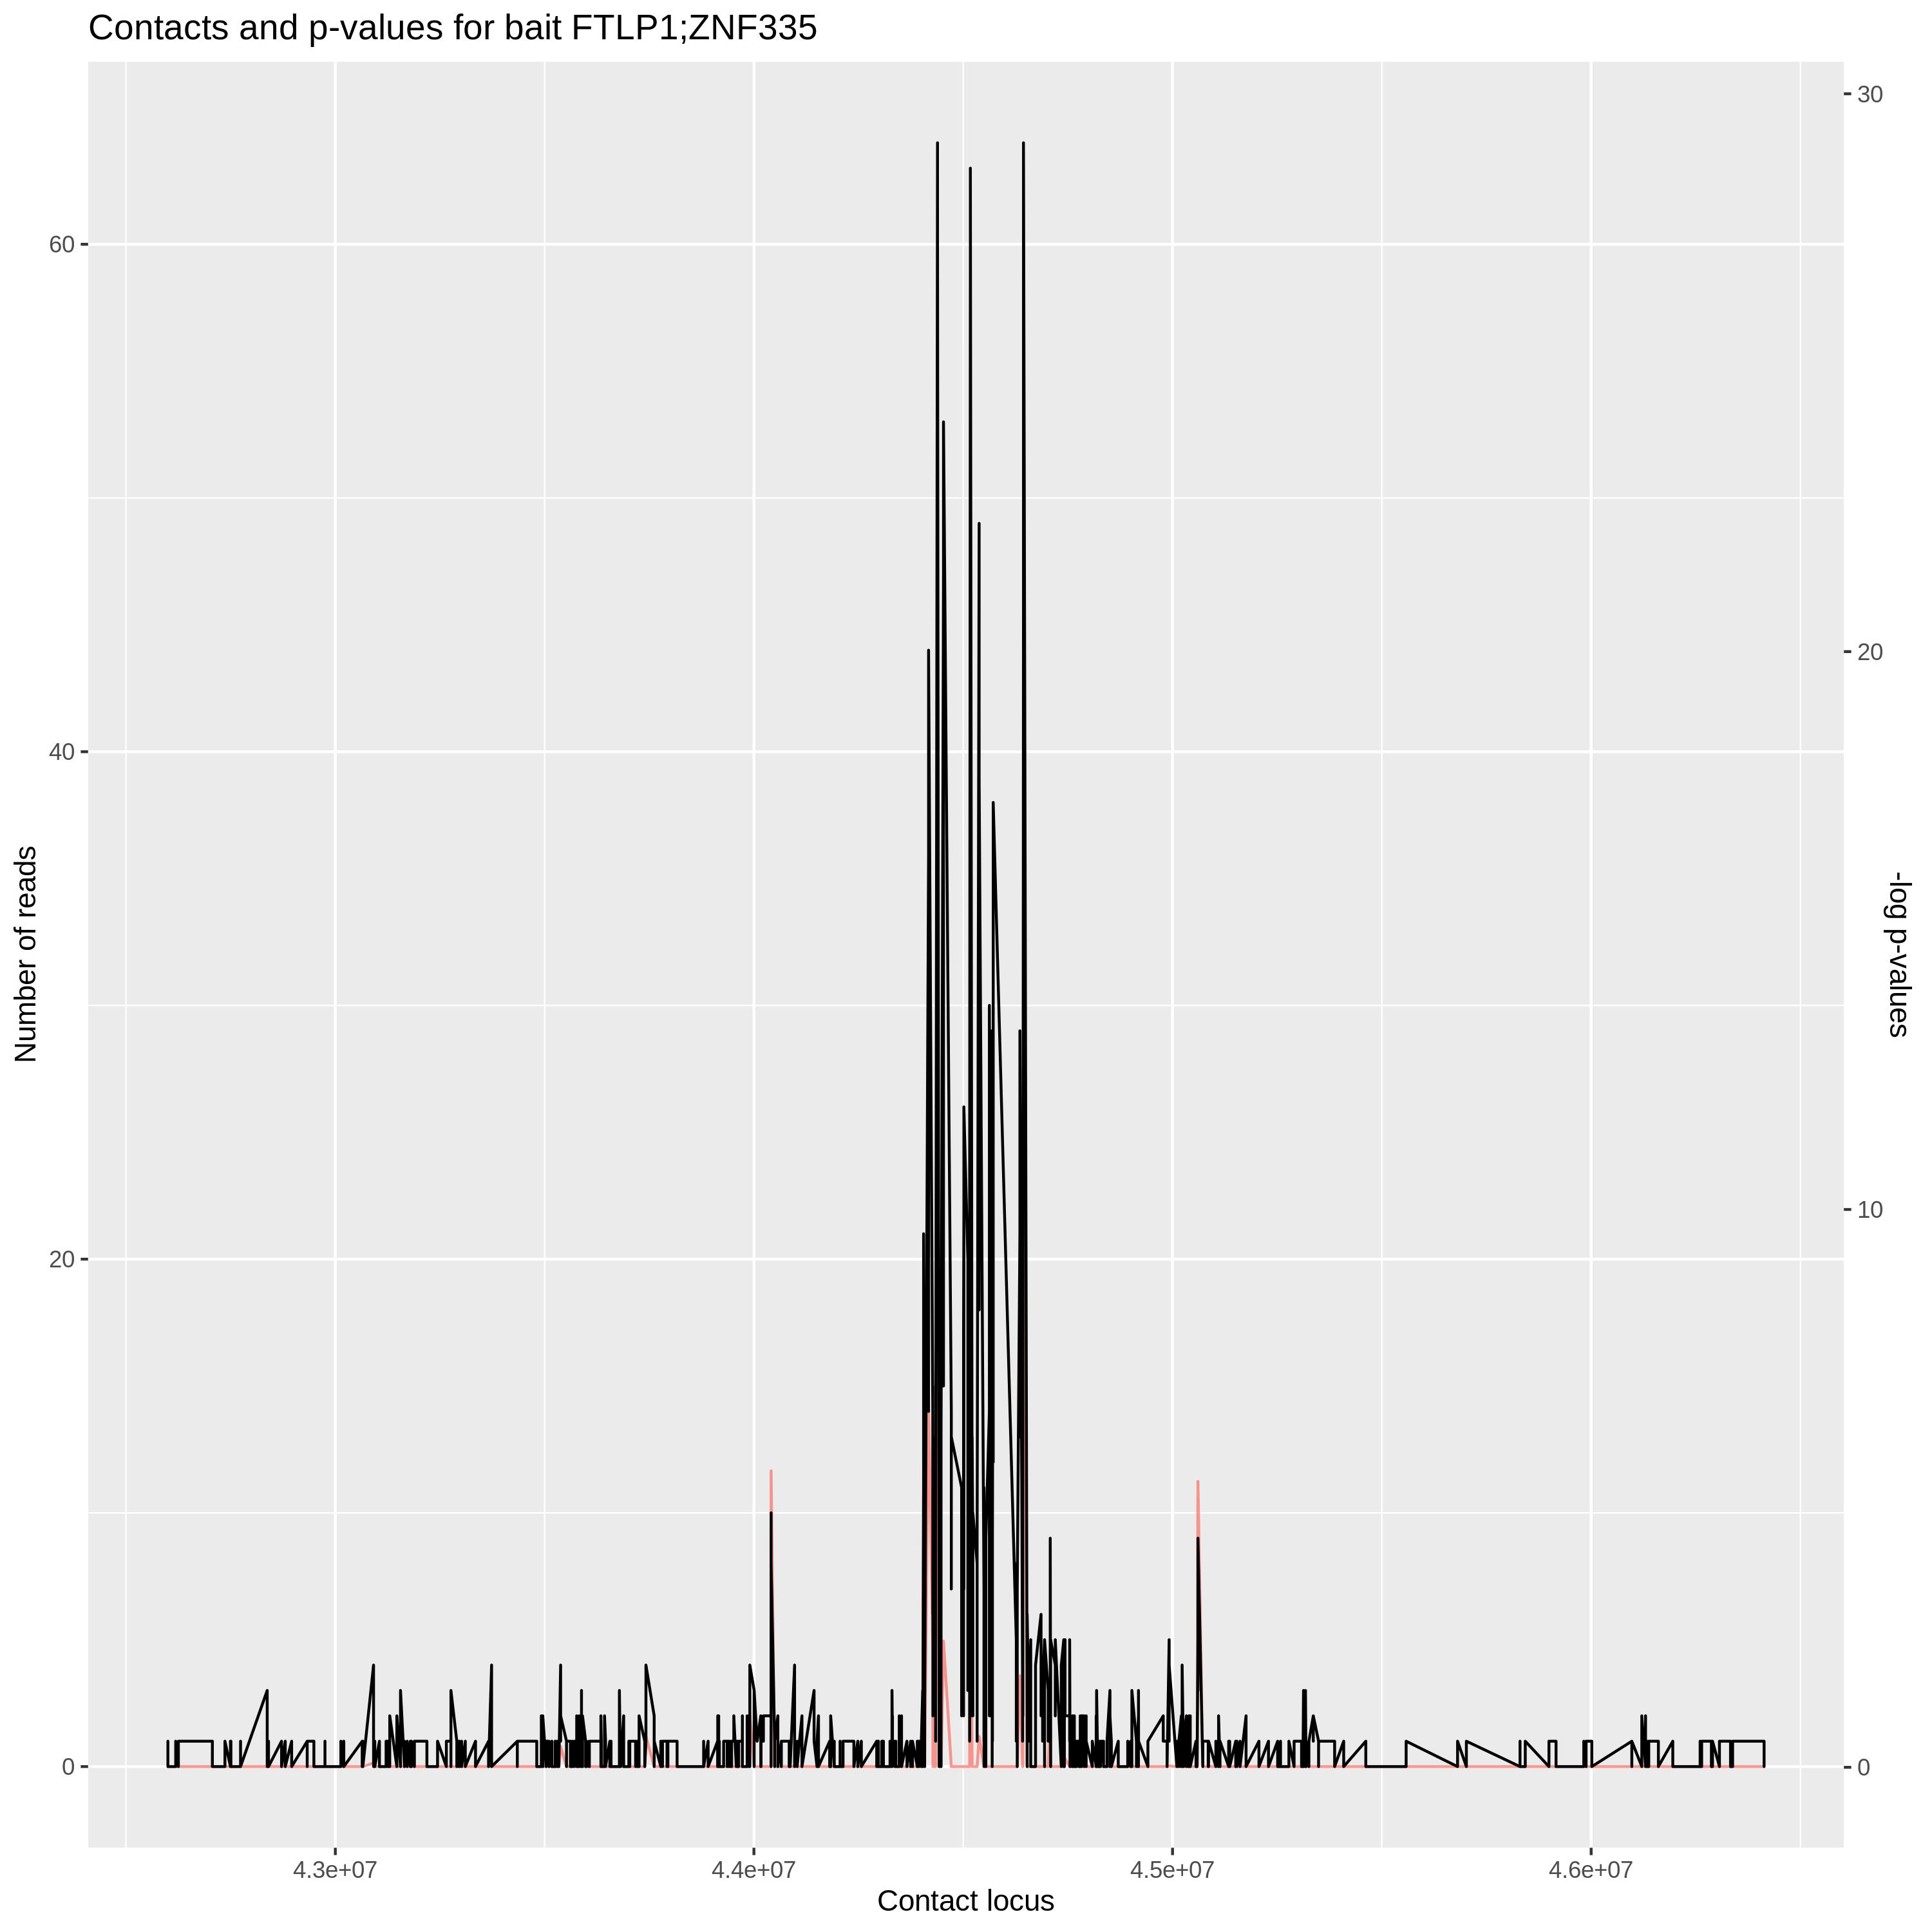 Contacts and p-values for bait FTLP1;ZNF335
30
60
20
40
Number of reads
-log p-values
10
20
0
0
4.3e+07
4.4e+07
4.5e+07
4.6e+07
Contact locus